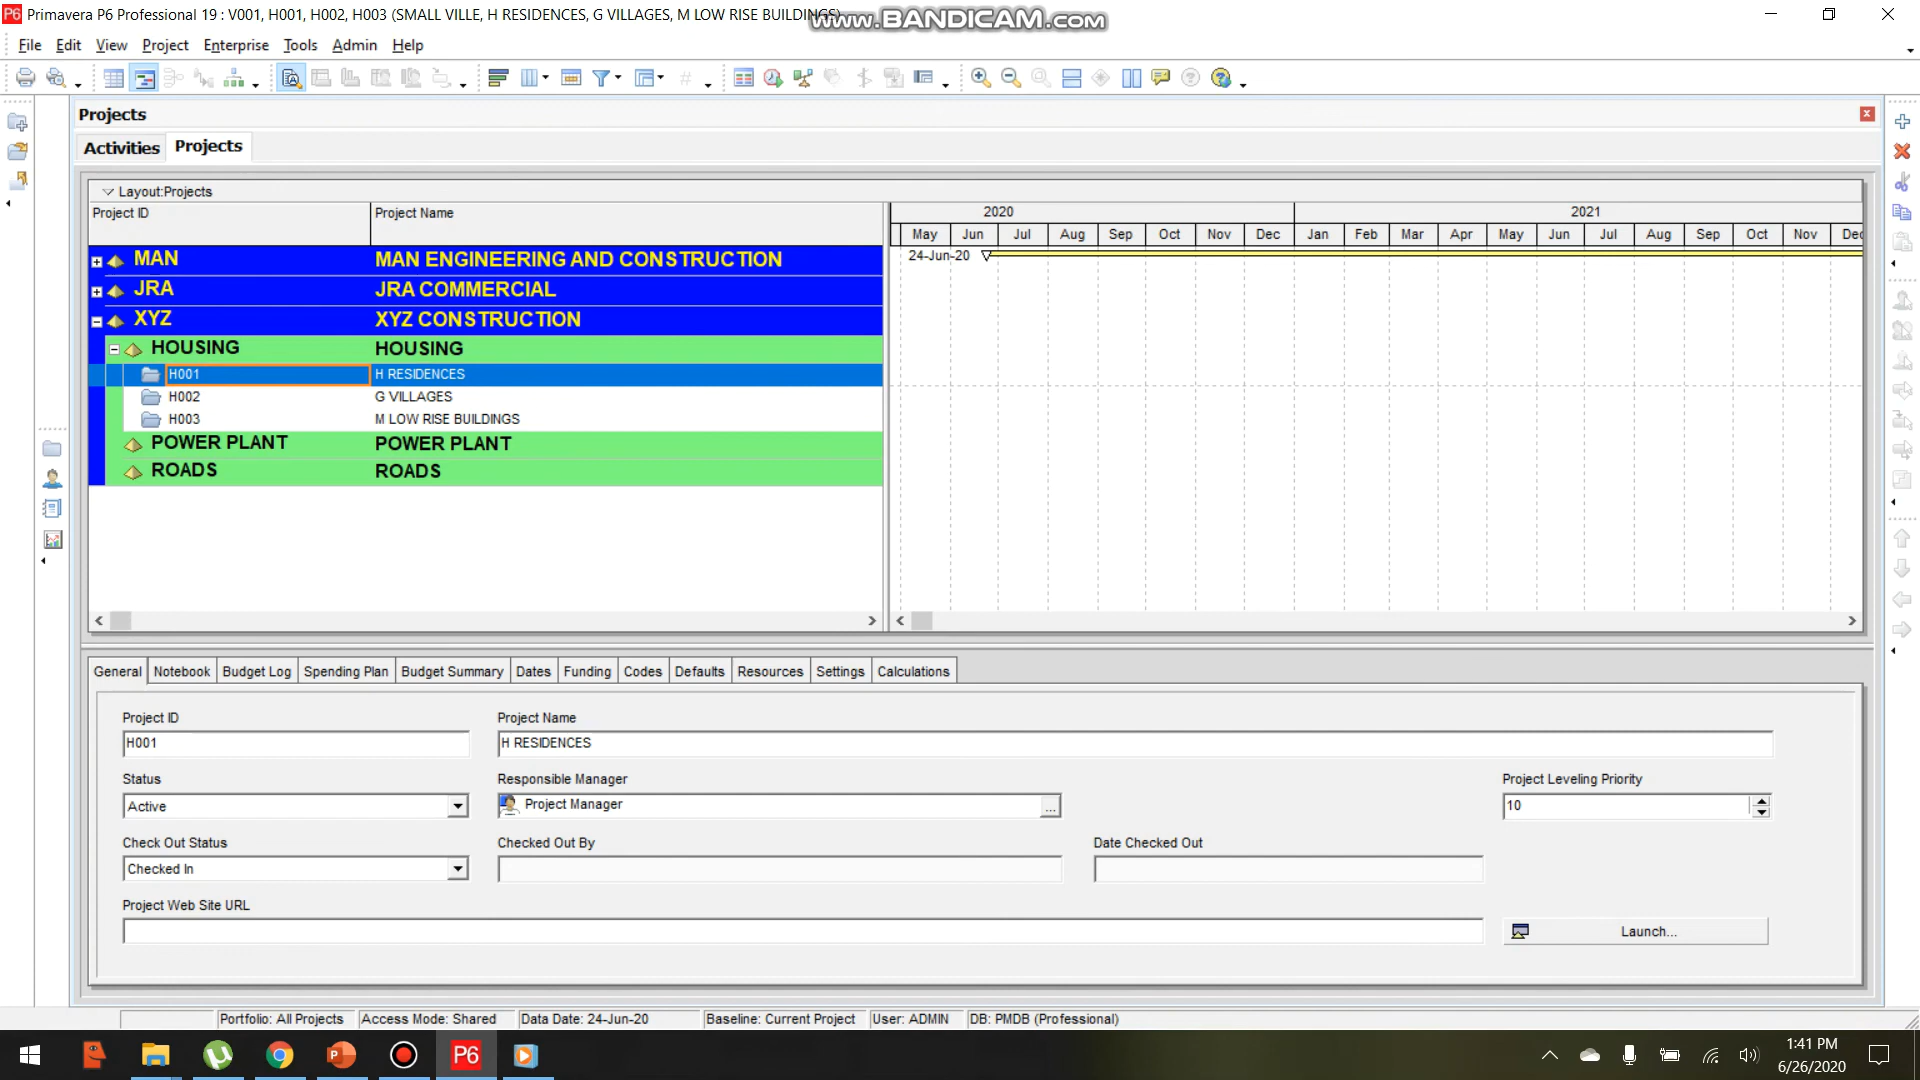 P6 Primavera P6 Professional 19 : V001, H001, H002, H003 (SMALL VILLE, H RESIDENCES, G VILLAGES, M LOW RISE BUILDINGS)
www.BANDICAM.com
File Edit View Project Enterprise Tools Admin Help
Projects
Activities Projects
Layout:Projects
Project ID Project Name
2020 2021
May Jun Jul Aug Sep Oct Nov Dec Jan Feb Mar Apr May Jun Jul Aug Sep Oct Nov Dec
MAN MAN ENGINEERING AND CONSTRUCTION
24-Jun-20
JRA JRA COMMERCIAL
XYZ XYZ CONSTRUCTION
HOUSING HOUSING
H001 H RESIDENCES
H002 G VILLAGES
H003 M LOW RISE BUILDINGS
POWER PLANT POWER PLANT
ROADS ROADS
General Notebook Budget Log Spending Plan Budget Summary Dates Funding Codes Defaults Resources Settings Calculations
Project ID Project Name
H001 H RESIDENCES
Status Responsible Manager Project Leveling Priority
Active Project Manager ... 10
Check Out Status Checked Out By Date Checked Out
Checked In
Project Web Site URL
Launch...
Portfolio: All Projects Access Mode: Shared Data Date: 24-Jun-20 Baseline: Current Project User: ADMIN DB: PMDB (Professional)
P6
1:41 PM
6/26/2020